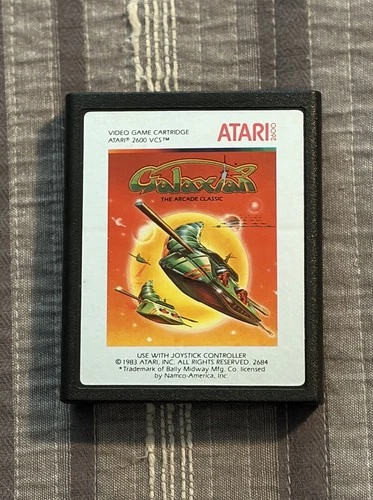 VIDEO GAME CARTRIDGE
ATARI® 2600 VCS™
ATARI 2600
Galaxian
THE ARCADE CLASSIC
USE WITH JOYSTICK CONTROLLER
© 1983 ATARI, INC. ALL RIGHTS RESERVED, 2684
*Trademark of Bally Midway Mfg. Co. licensed
by Namco-America, Inc.